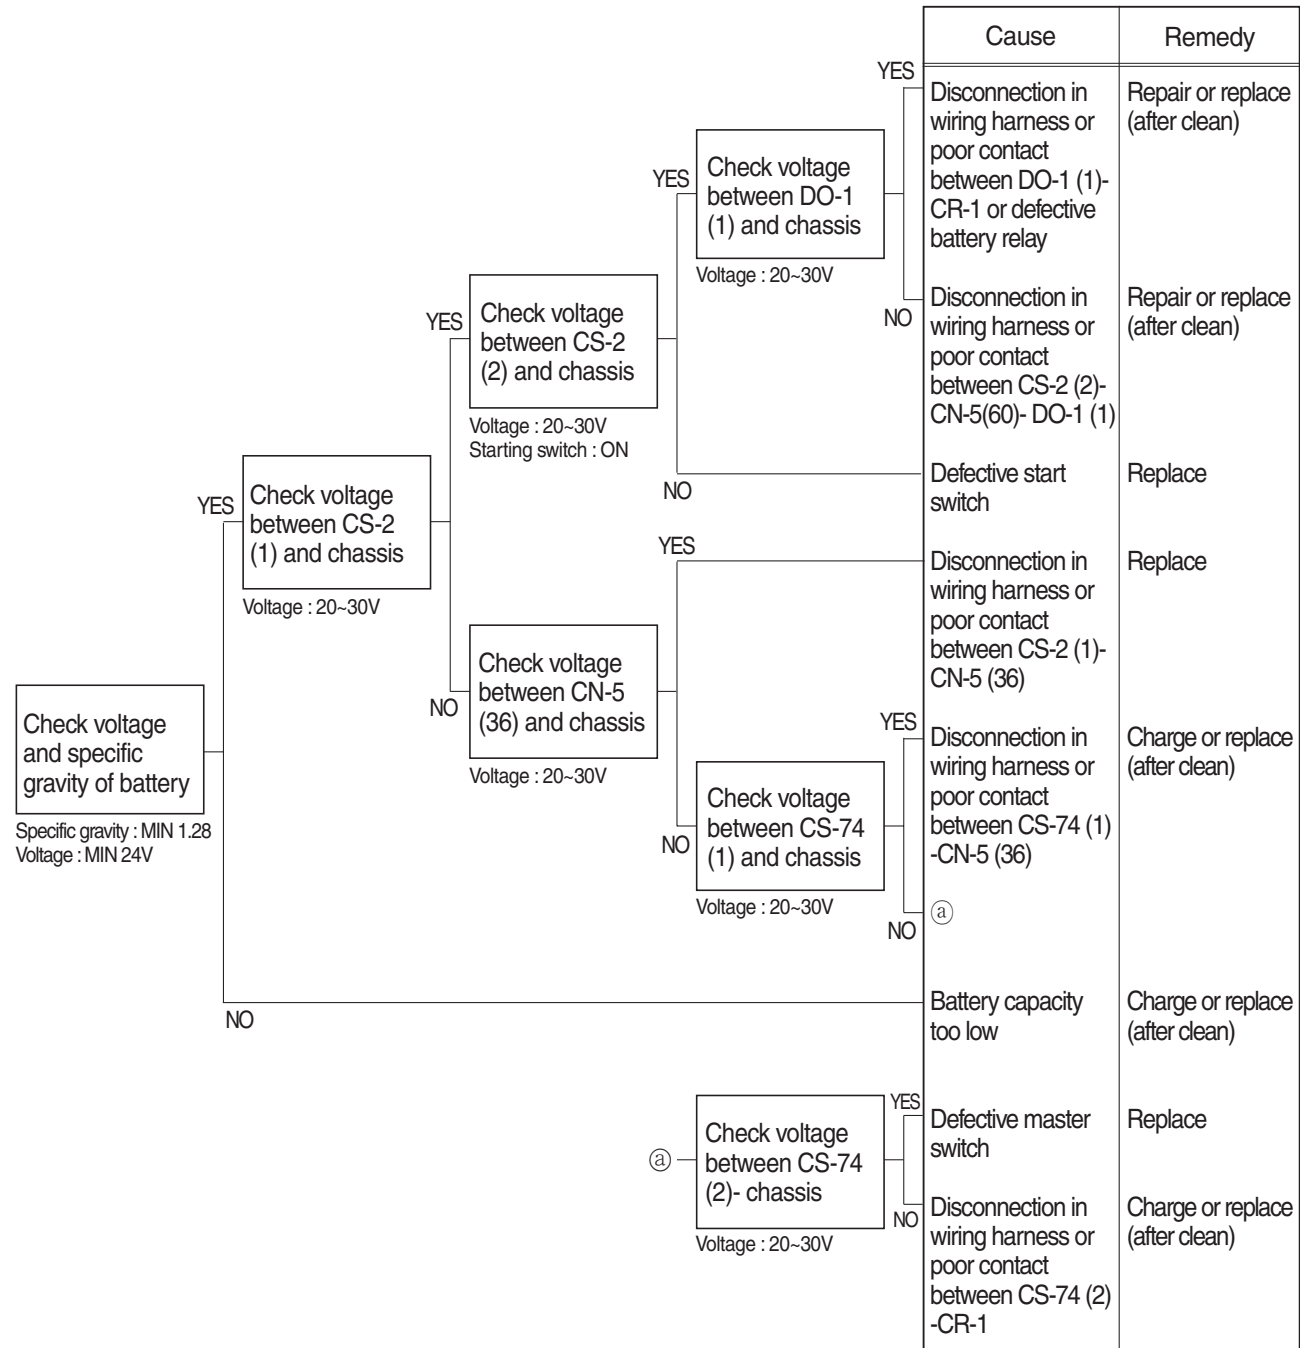 Cause
Remedy
YES
Disconnection in
wiring harness or
poor contact
between DO-1 (1)-
CR-1 or defective
battery relay
Repair or replace
(after clean)
YES
Check voltage
between DO-1
(1) and chassis
Voltage : 20~30V
NO
Disconnection in
wiring harness or
poor contact
between CS-2 (2)-
CN-5(60)- DO-1 (1)
Repair or replace
(after clean)
YES
Check voltage
between CS-2
(2) and chassis
Voltage : 20~30V
Starting switch : ON
NO
Defective start
switch
Replace
YES
Check voltage
between CS-2
(1) and chassis
Voltage : 20~30V
YES
Disconnection in
wiring harness or
poor contact
between CS-2 (1)-
CN-5 (36)
Replace
NO
Check voltage
between CN-5
(36) and chassis
Voltage : 20~30V
Check voltage
and specific
gravity of battery
Specific gravity : MIN 1.28
Voltage : MIN 24V
YES
Disconnection in
wiring harness or
poor contact
between CS-74 (1)
-CN-5 (36)
Charge or replace
(after clean)
NO
Check voltage
between CS-74
(1) and chassis
Voltage : 20~30V
NO
ⓐ
NO
Battery capacity
too low
Charge or replace
(after clean)
ⓐ
Check voltage
between CS-74
(2)- chassis
Voltage : 20~30V
YES
Defective master
switch
Replace
NO
Disconnection in
wiring harness or
poor contact
between CS-74 (2)
-CR-1
Charge or replace
(after clean)